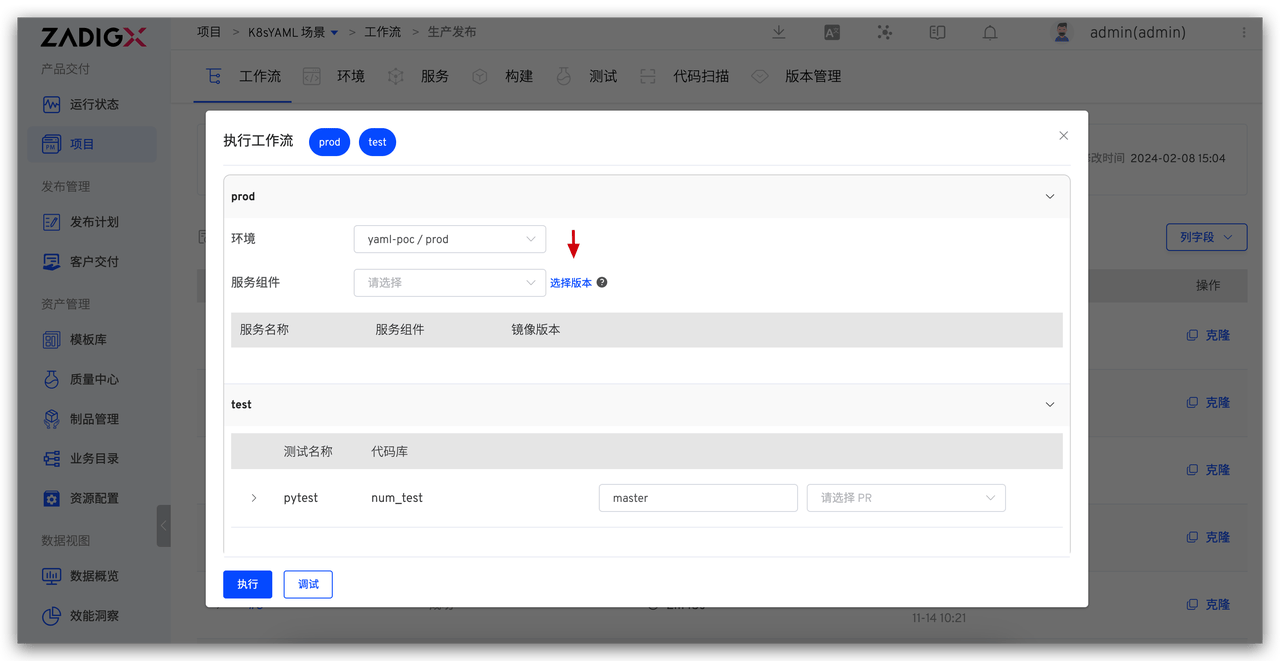 ZADIGX
项目 > K8sYAML 场景 > 工作流 > 生产发布
admin(admin)
产品交付
运行状态
项目
发布管理
发布计划
客户交付
资产管理
模板库
质量中心
制品管理
业务目录
资源配置
数据视图
数据概览
效能洞察
工作流 环境 服务 构建 测试 代码扫描 版本管理
执行工作流 prod test
修改时间 2024-02-08 15:04
列字段
操作
克隆
克隆
克隆
克隆
克隆
prod
环境 yaml-poc / prod
服务组件 请选择 选择版本 ?
服务名称 服务组件 镜像版本
test
测试名称 代码库
pytest num_test master 请选择 PR
执行 调试
11-14 10:21